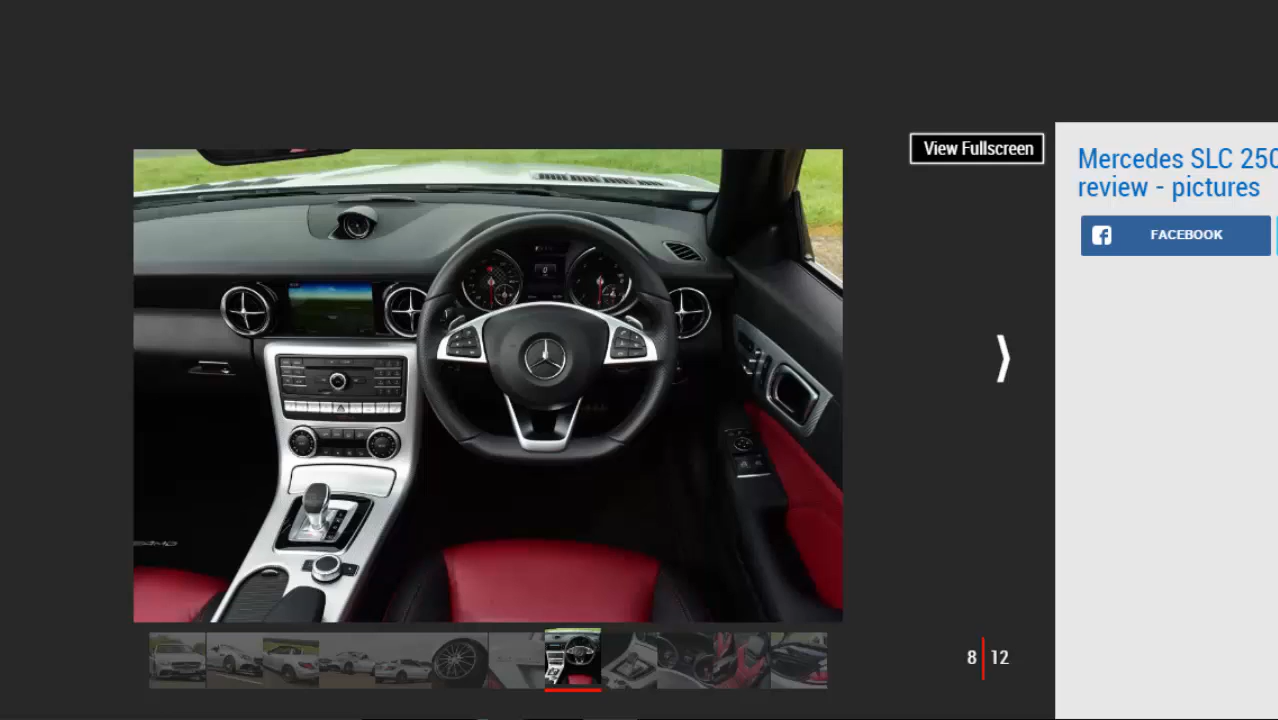 View Fullscreen
Mercedes SLC 250
review - pictures
FACEBOOK
8 12